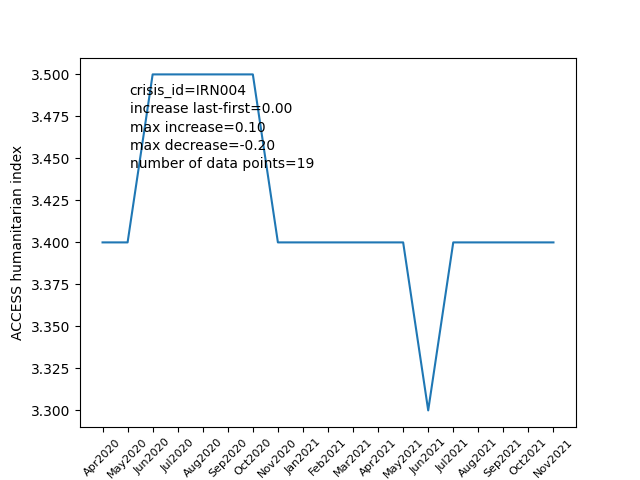 3.500
3.475
3.450
3.425
3.400
3.375
3.350
3.325
3.300
ACCESS humanitarian index
crisis_id=IRN004
increase last-first=0.00
max increase=0.10
max decrease=-0.20
number of data points=19
Apr2020
May2020
Jun2020
Jul2020
Aug2020
Sep2020
Oct2020
Nov2020
Jan2021
Feb2021
Mar2021
Apr2021
May2021
Jun2021
Jul2021
Aug2021
Sep2021
Oct2021
Nov2021